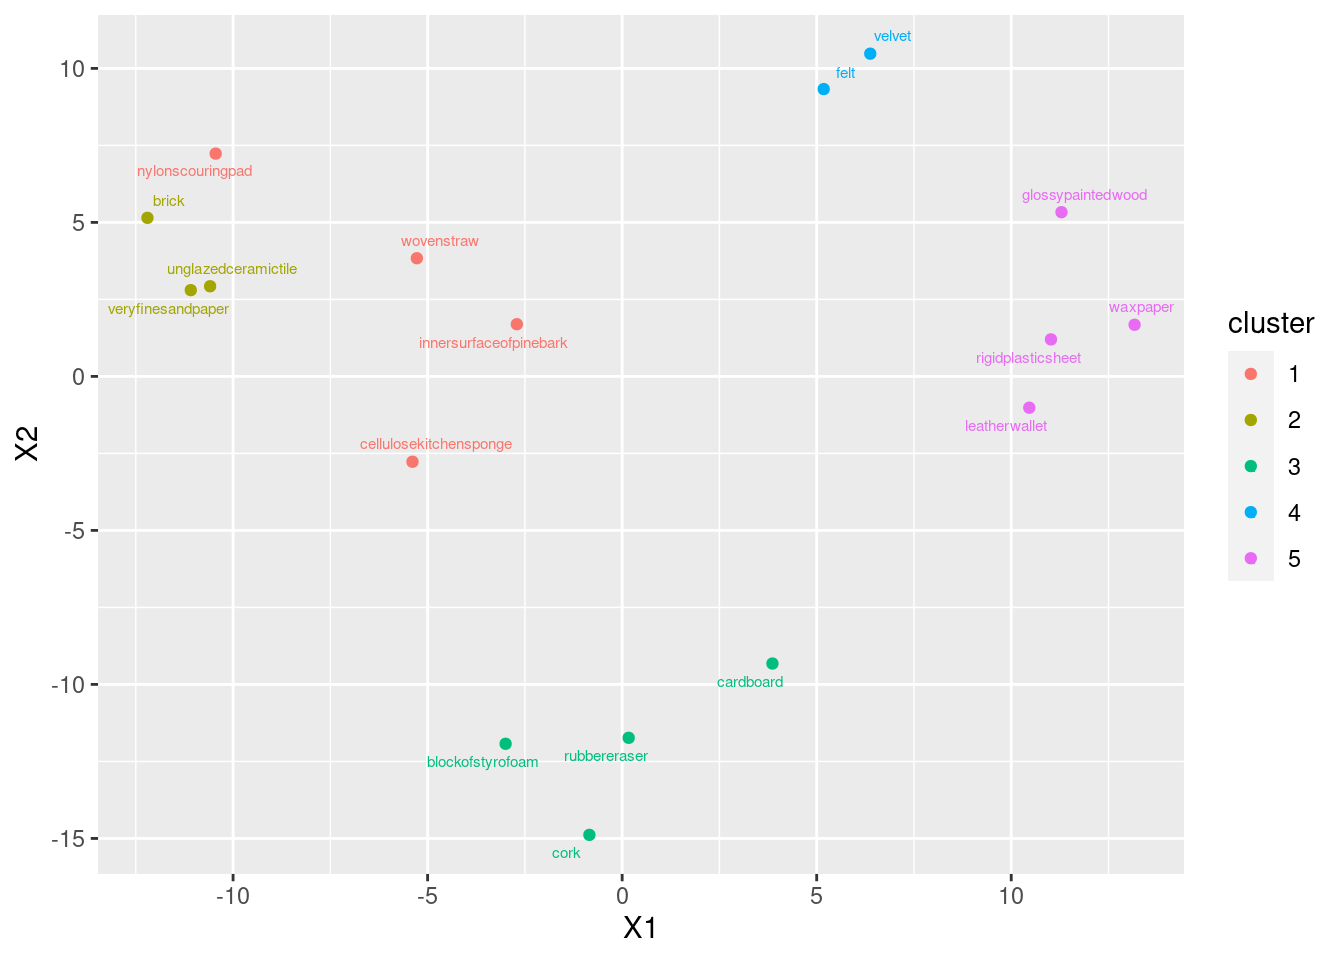 velvet
10
felt
nylonscouringpad
brick
glossypaintedwood
5
wovenstraw
unglazedceramictile
veryfinesandpaper
waxpaper
innersurfaceofpinebark
rigidplasticsheet
0
leatherwallet
cellulosekitchensponge
X2
-5
cardboard
-10
rubbereraser
blockofstyrofoam
-15
cork
-10 -5 0 5 10
X1
cluster
1
2
3
4
5